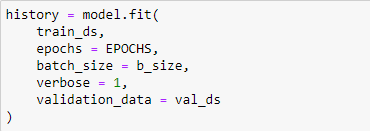 history = model.fit(
    train_ds,
    epochs = EPOCHS,
    batch_size = b_size,
    verbose = 1,
    validation_data = val_ds
)